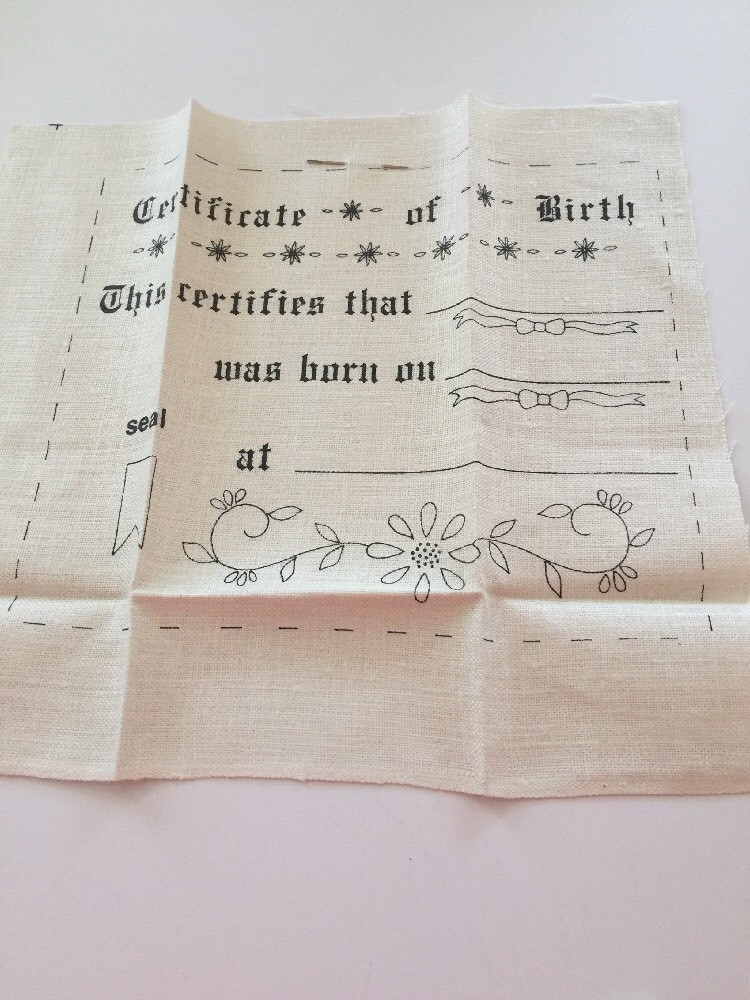 Certificate of Birth
This certifies that
was born on
seal
at